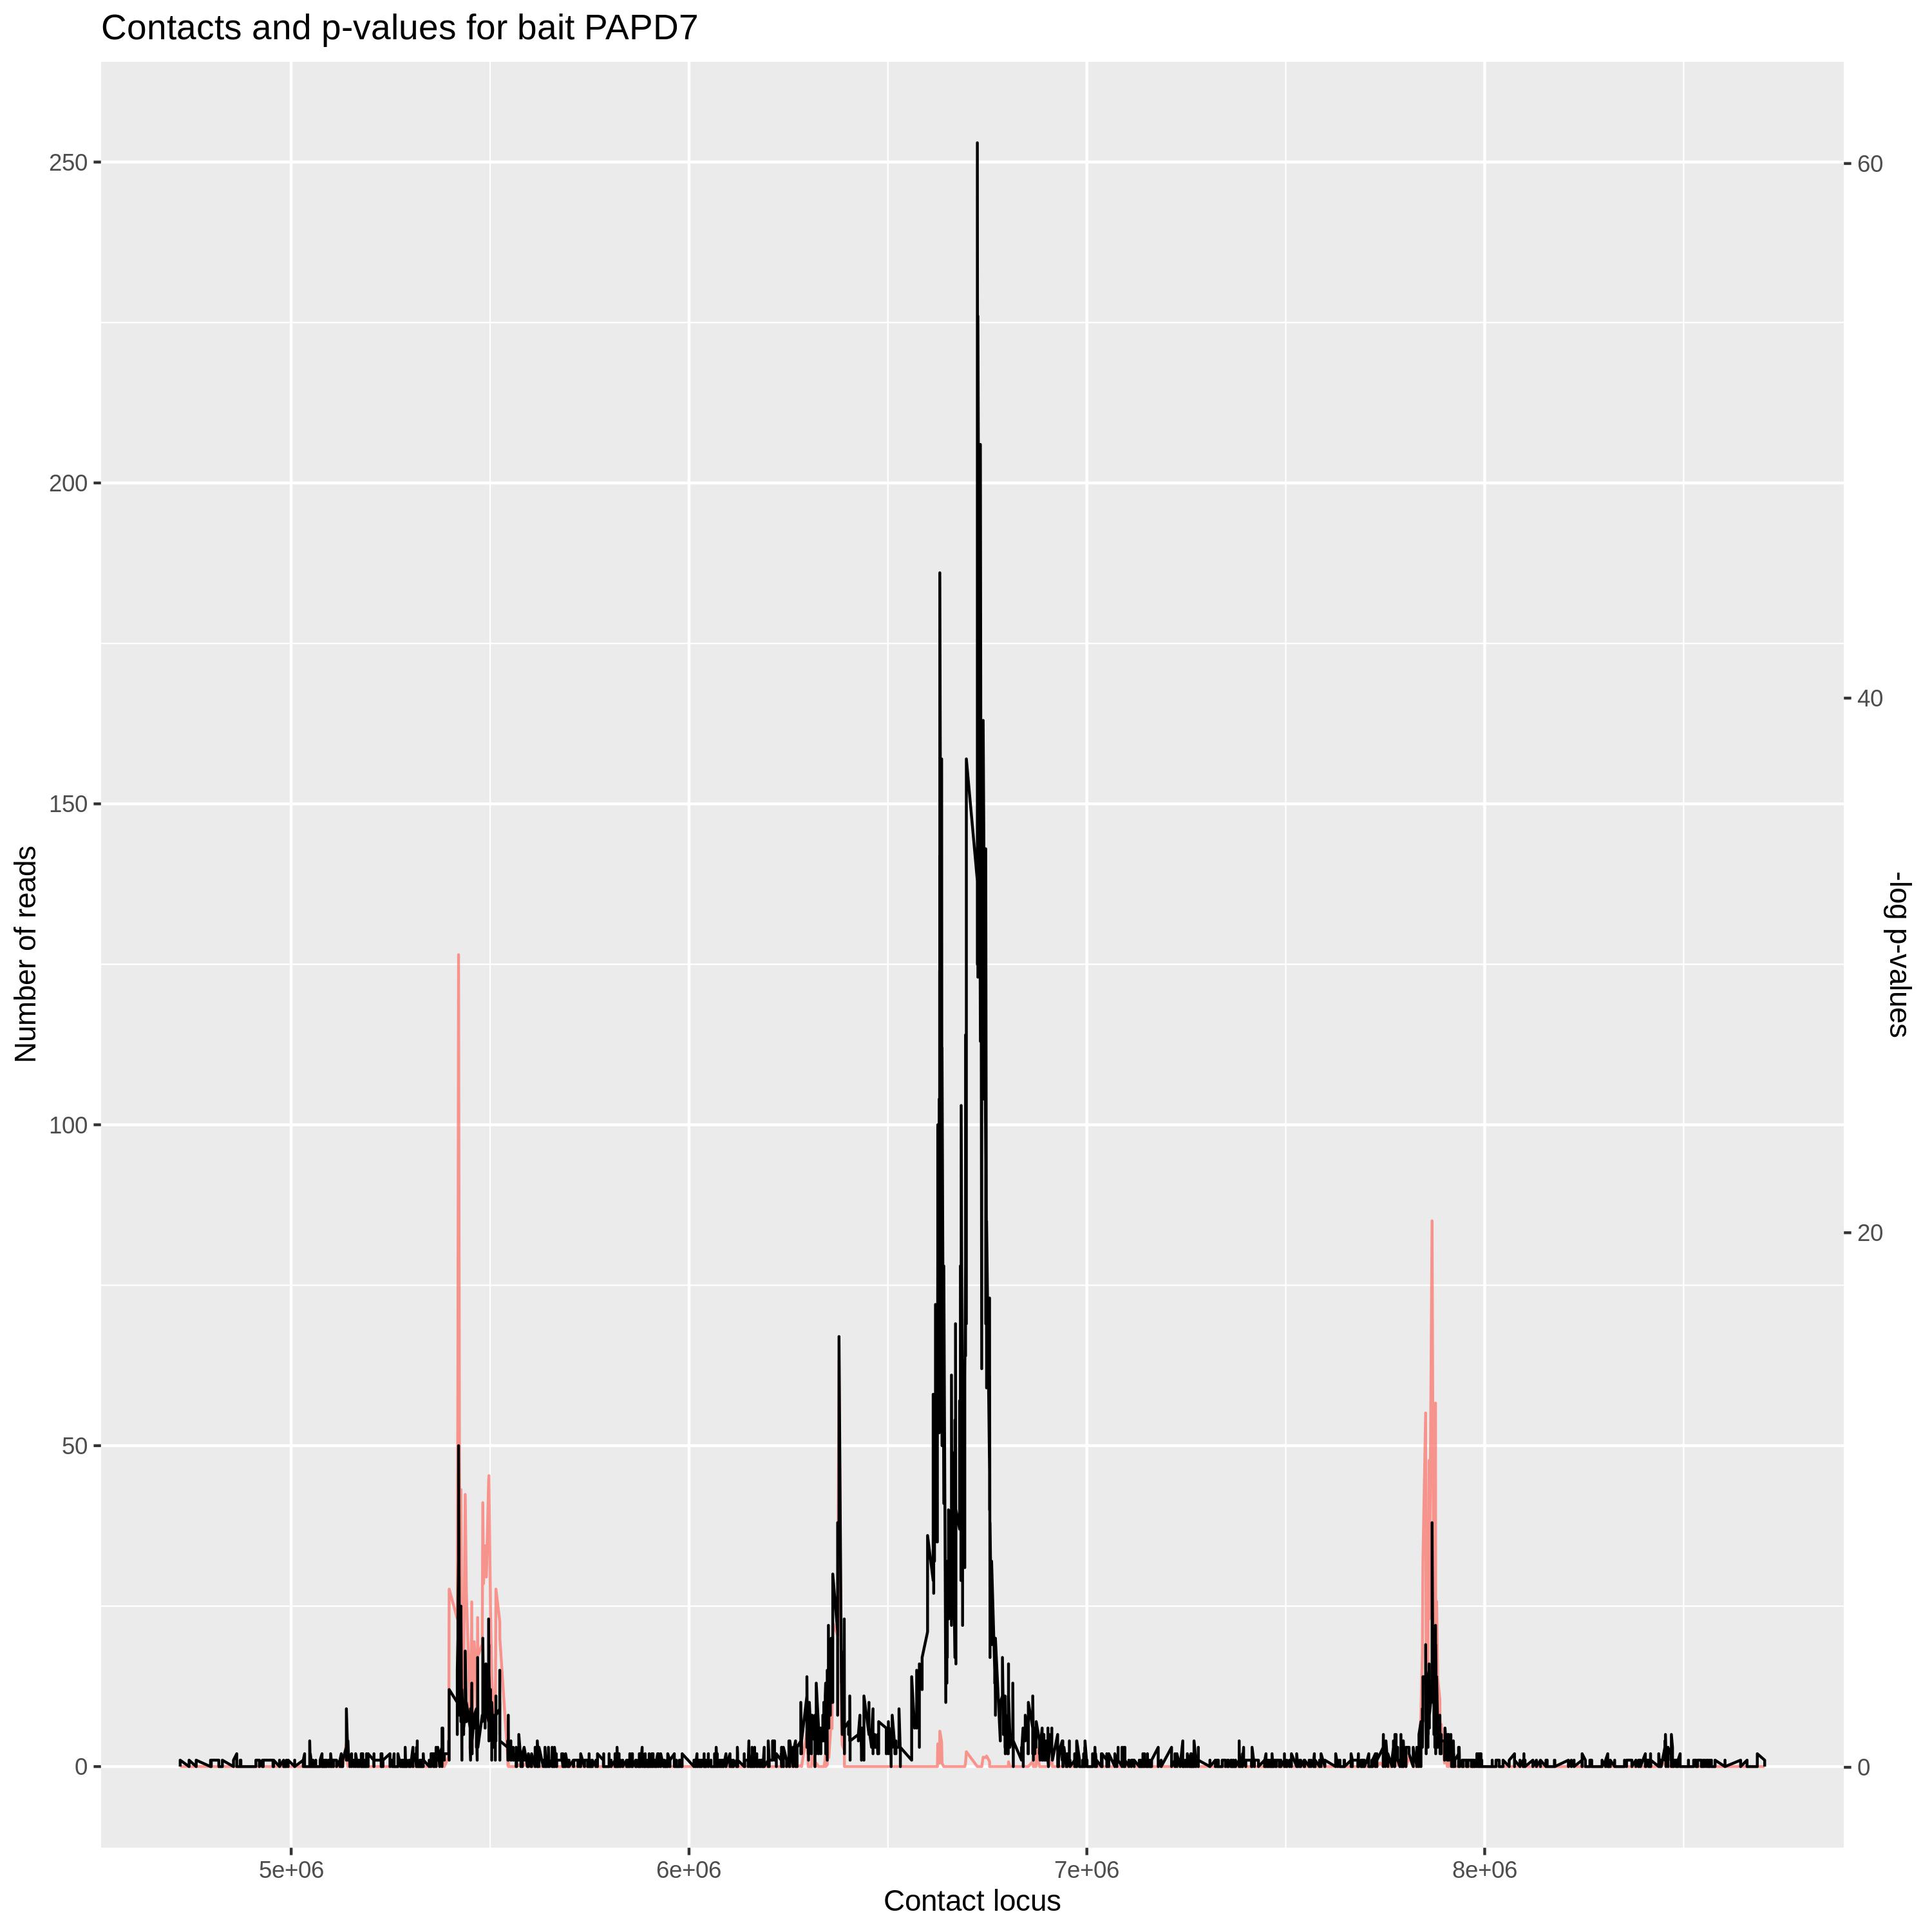 Contacts and p-values for bait PAPD7
250
200
150
100
50
0
Number of reads
60
40
20
0
-log p-values
5e+06
6e+06
7e+06
8e+06
Contact locus